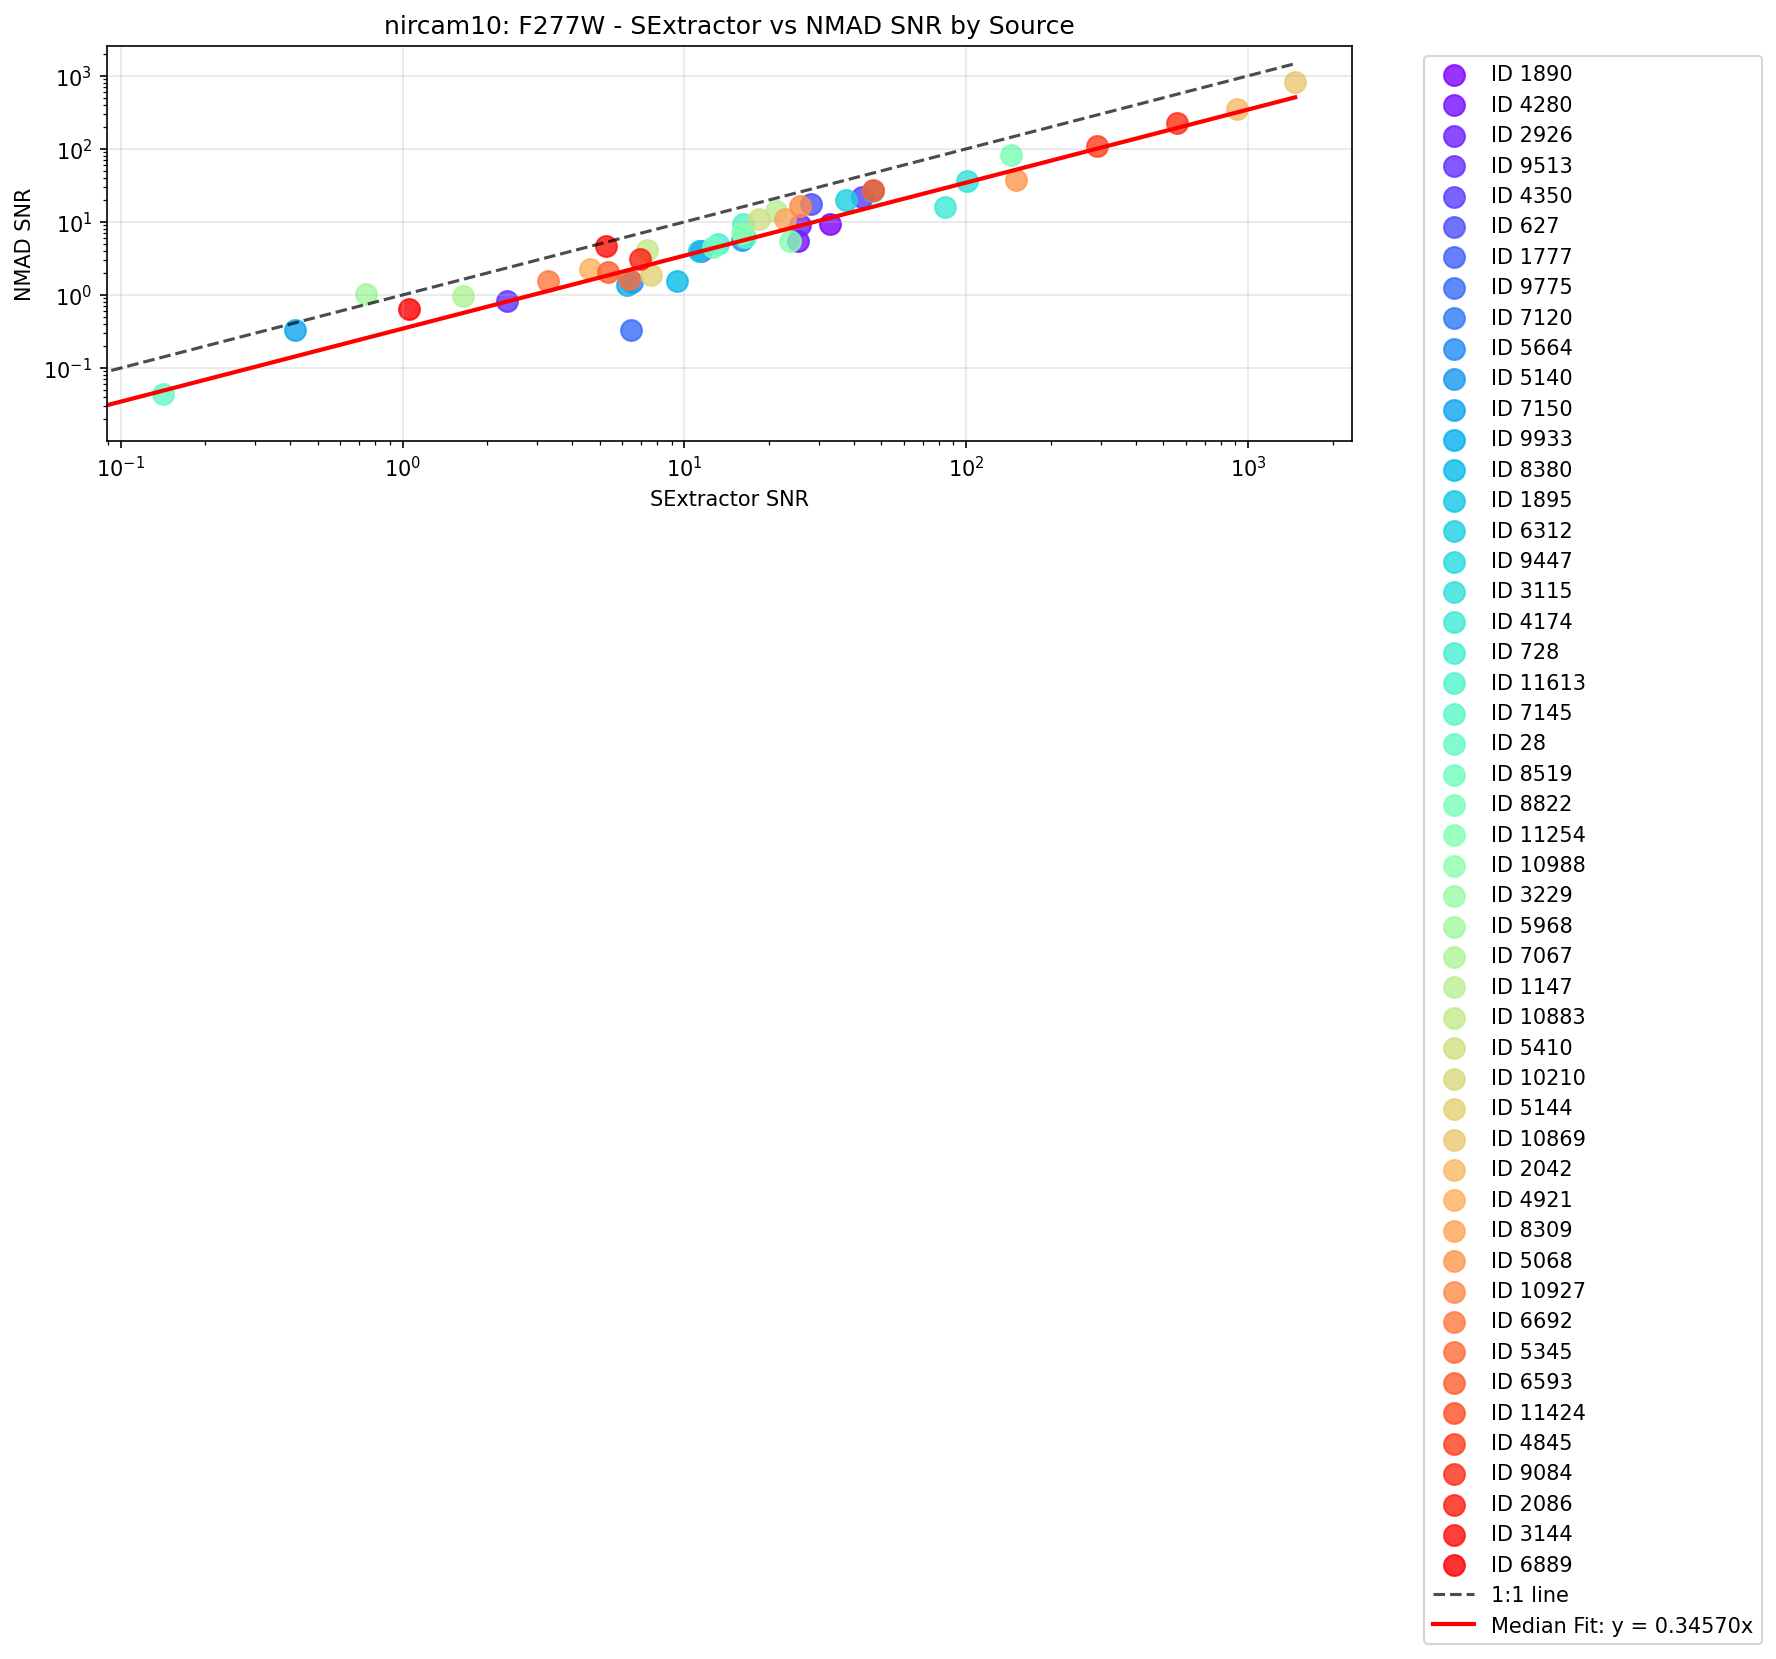 nircam10: F277W - SExtractor vs NMAD SNR by Source
NMAD SNR
10³
10²
10¹
10⁰
10⁻¹
10⁻¹ 10⁰ 10¹ 10² 10³
SExtractor SNR
ID 1890
ID 4280
ID 2926
ID 9513
ID 4350
ID 627
ID 1777
ID 9775
ID 7120
ID 5664
ID 5140
ID 7150
ID 9933
ID 8380
ID 1895
ID 6312
ID 9447
ID 3115
ID 4174
ID 728
ID 11613
ID 7145
ID 28
ID 8519
ID 8822
ID 11254
ID 10988
ID 3229
ID 5968
ID 7067
ID 1147
ID 10883
ID 5410
ID 10210
ID 5144
ID 10869
ID 2042
ID 4921
ID 8309
ID 5068
ID 10927
ID 6692
ID 5345
ID 6593
ID 11424
ID 4845
ID 9084
ID 2086
ID 3144
ID 6889
1:1 line
Median Fit: y = 0.34570x